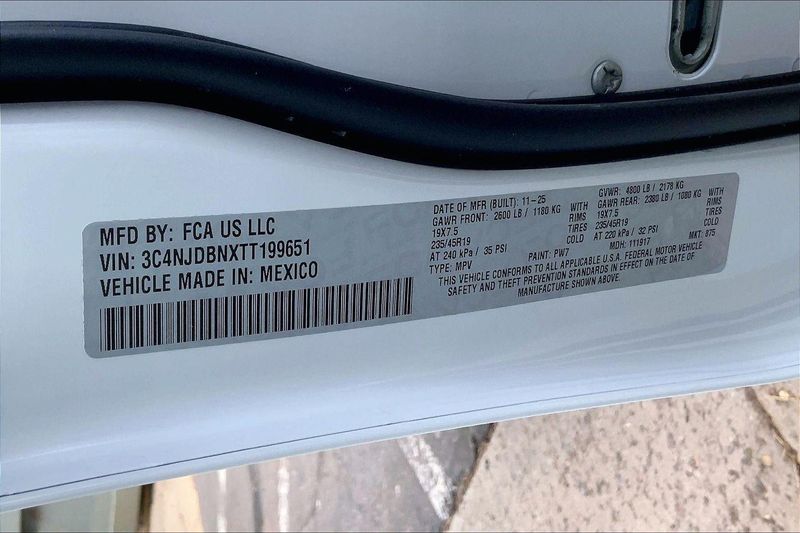 MFD BY: FCA US LLC
VIN: 3C4NJDBNXTT199651
VEHICLE MADE IN: MEXICO
DATE OF MFR (BUILT): 11-25 GVWR: 4800 LB / 2178 KG
GAWR FRONT: 2600 LB / 1180 KG WITH GAWR REAR: 2380 LB / 1080 KG WITH
19X7.5 RIMS 19X7.5 RIMS
235/45R19 TIRES 235/45R19 TIRES
AT 240 kPa / 35 PSI COLD AT 220 kPa / 32 PSI COLD
TYPE: MPV PAINT: PW7 MDH: 111917 MKT: 875
THIS VEHICLE CONFORMS TO ALL APPLICABLE U.S.A. FEDERAL MOTOR VEHICLE
SAFETY AND THEFT PREVENTION STANDARDS IN EFFECT ON THE DATE OF
MANUFACTURE SHOWN ABOVE.